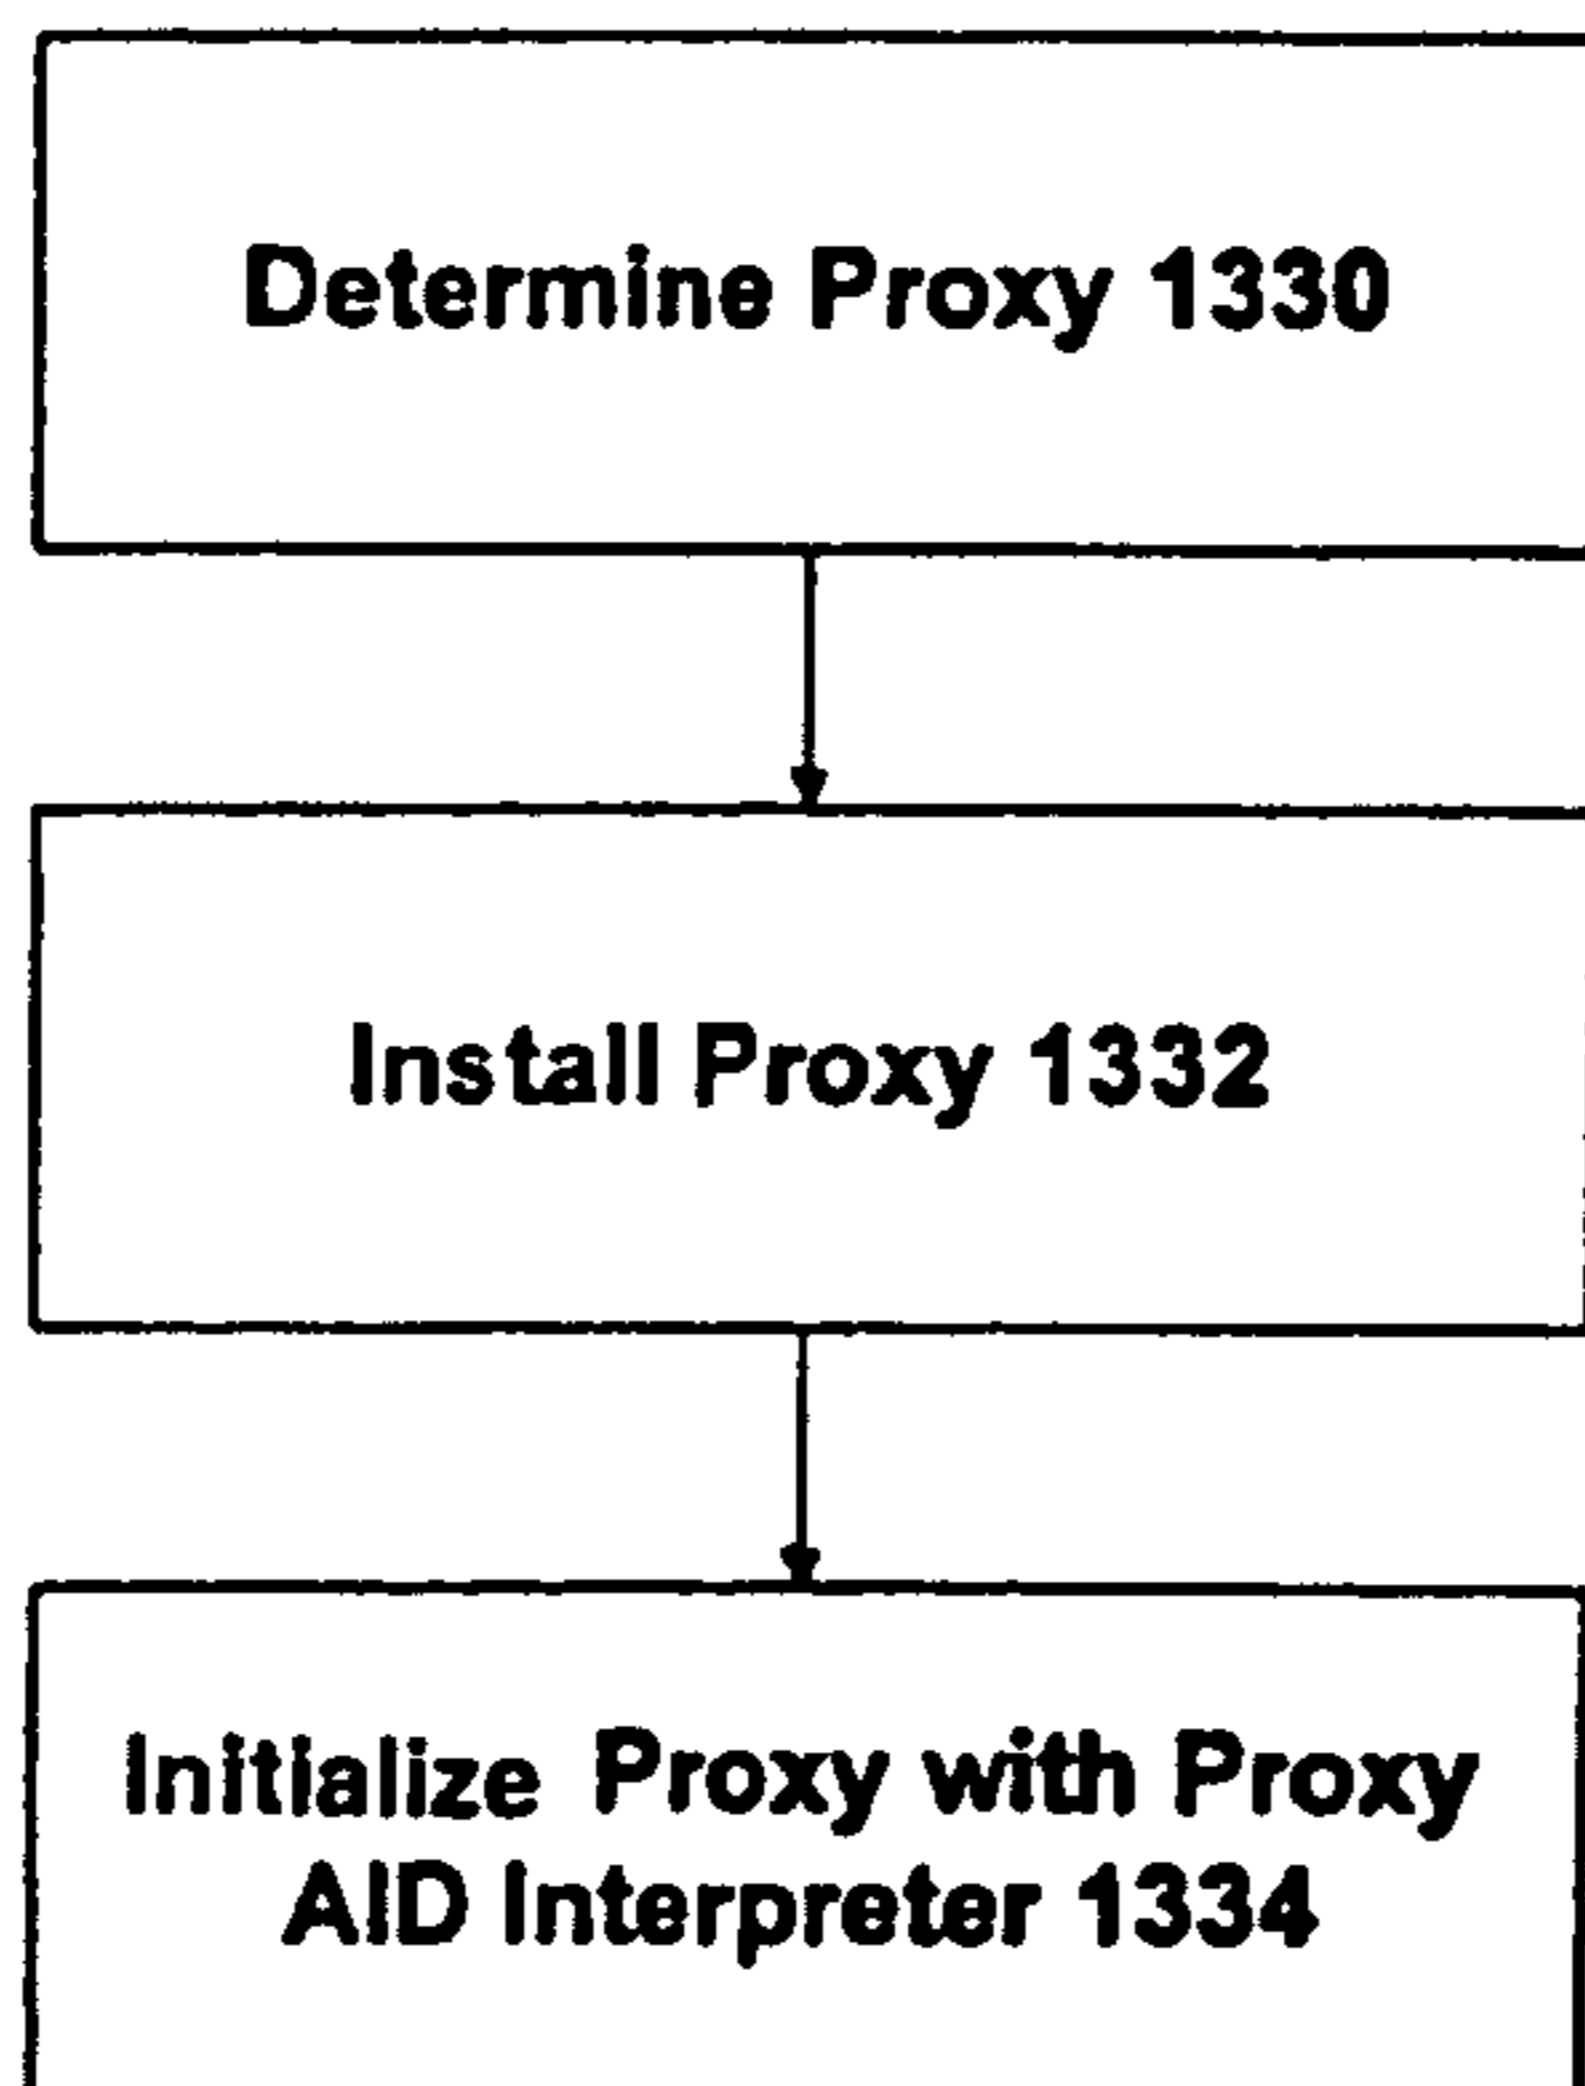 Determine Proxy 1330
Install Proxy 1332
Initialize Proxy with Proxy
AID Interpreter 1334